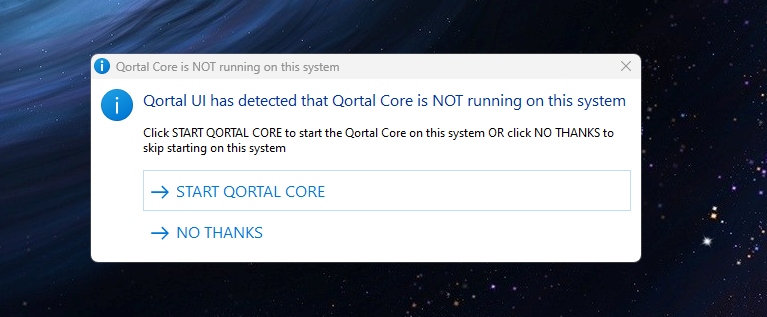 Qortal Core is NOT running on this system
Qortal UI has detected that Qortal Core is NOT running on this system
Click START QORTAL CORE to start the Qortal Core on this system OR click NO THANKS to
skip starting on this system
START QORTAL CORE
NO THANKS